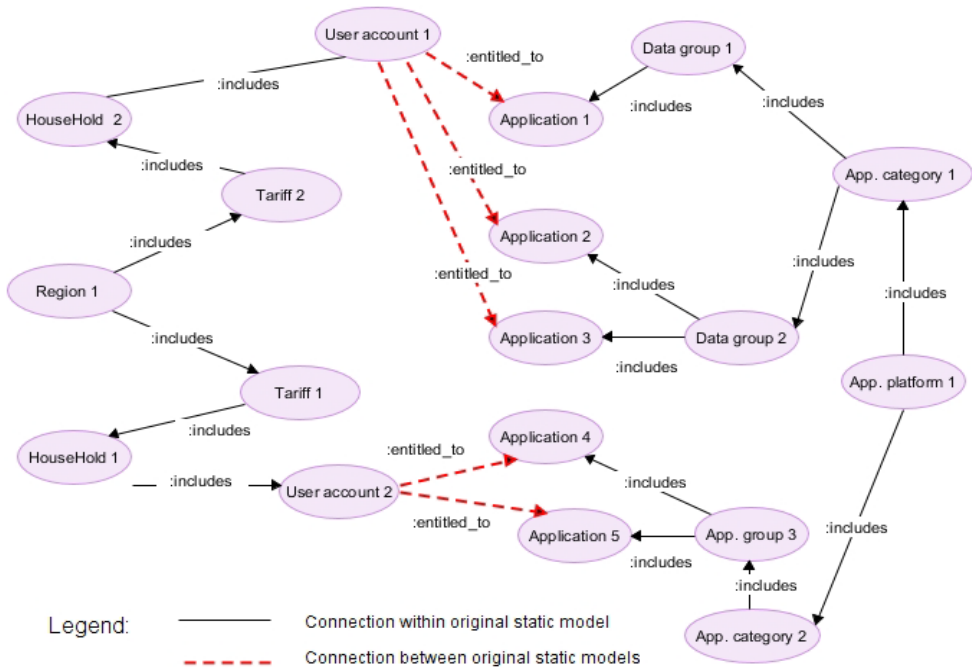 User account 1
:entitled_to
Data group 1
:includes
HouseHold 2
Application 1
:includes
:includes
:includes
:entitled_to
App. category 1
Tariff 2
:includes
Application 2
:entitled_to
:includes
Region 1
:includes
:includes
Application 3
Data group 2
:includes
App. platform 1
Tariff 1
:includes
Application 4
:entitled_to
HouseHold 1
:includes
User account 2
:includes
:entitled_to
Application 5
App. group 3
:includes
:includes
:includes
:includes
App. category 2
Legend:
Connection within original static model
Connection between original static models